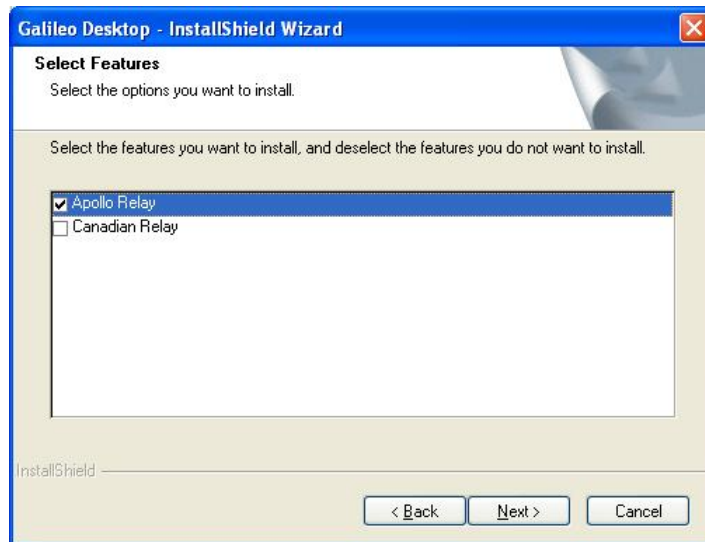 Galileo Desktop - InstallShield Wizard
Select Features
Select the options you want to install.
Select the features you want to install, and deselect the features you do not want to install.
Apollo Relay
Canadian Relay
InstallShield
< Back
Next >
Cancel